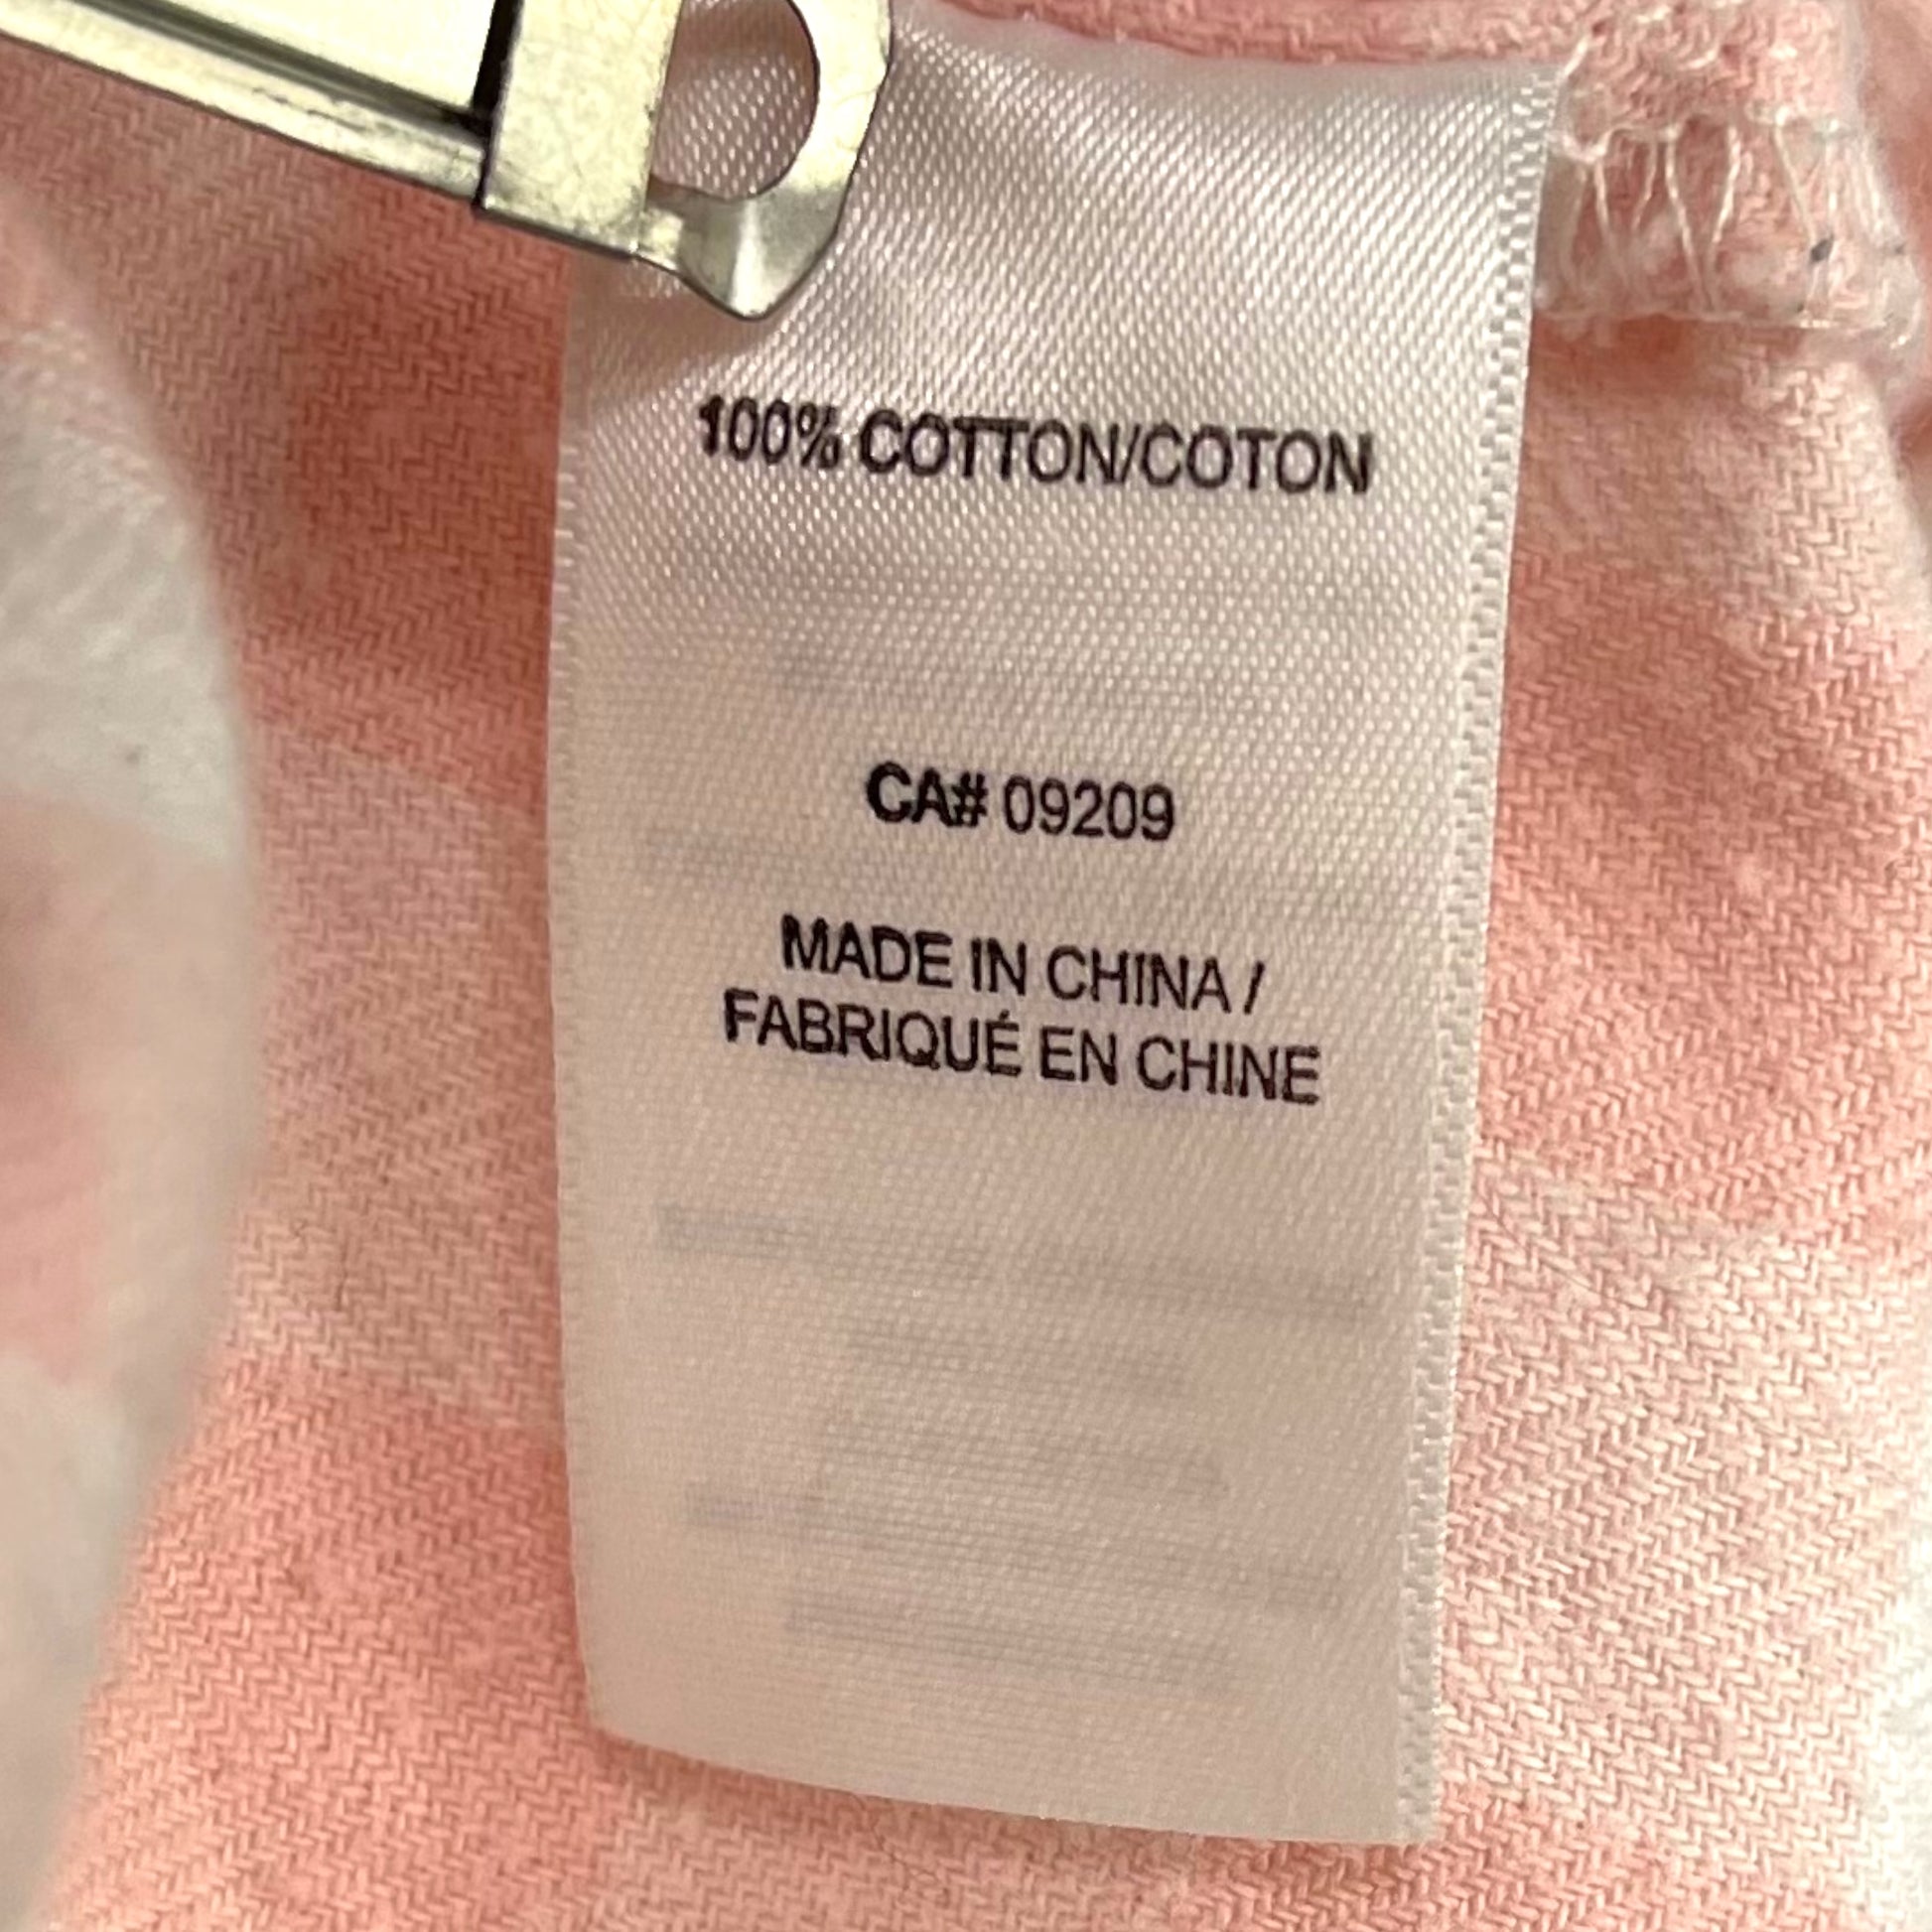 100% COTTON/COTON
CA# 09209
MADE IN CHINA /
FABRIQUÉ EN CHINE